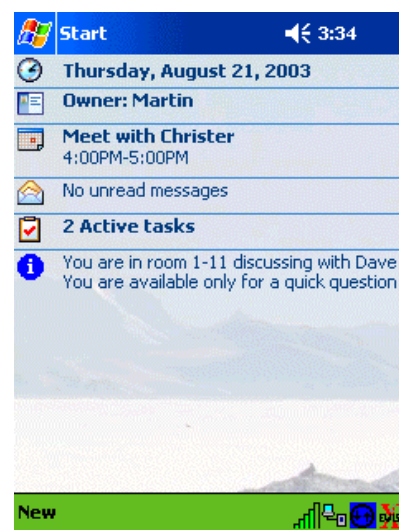 Start 3:34
Thursday, August 21, 2003
Owner: Martin
Meet with Christer
4:00PM-5:00PM
No unread messages
2 Active tasks
You are in room 1-11 discussing with Dave
You are available only for a quick question
New